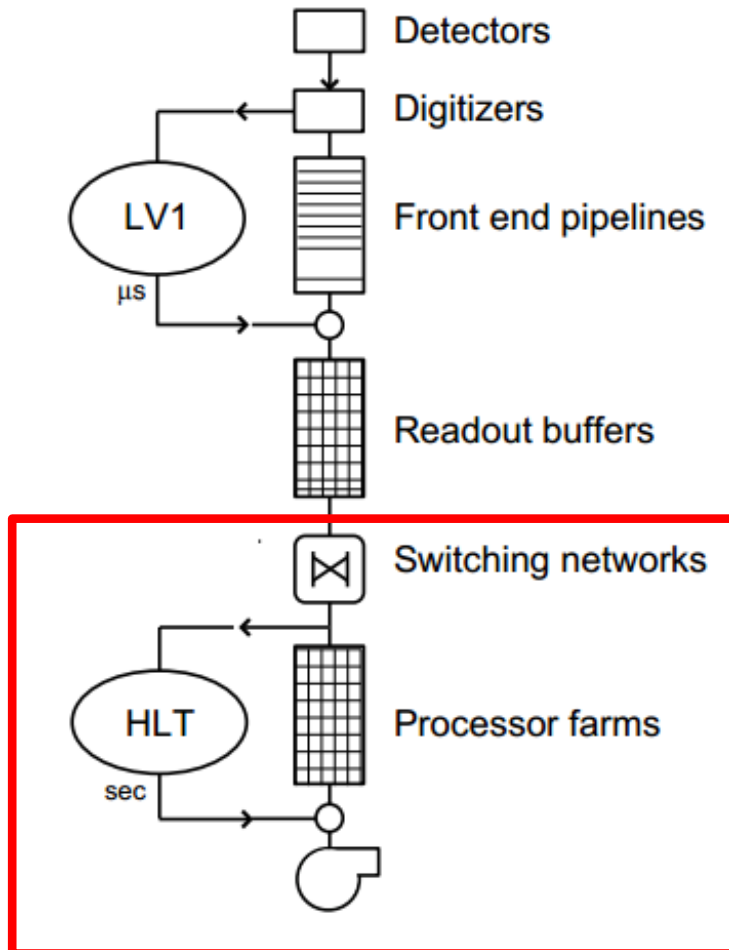 Detectors
Digitizers
LV1
Front end pipelines
μs
Readout buffers
Switching networks
HLT
Processor farms
sec